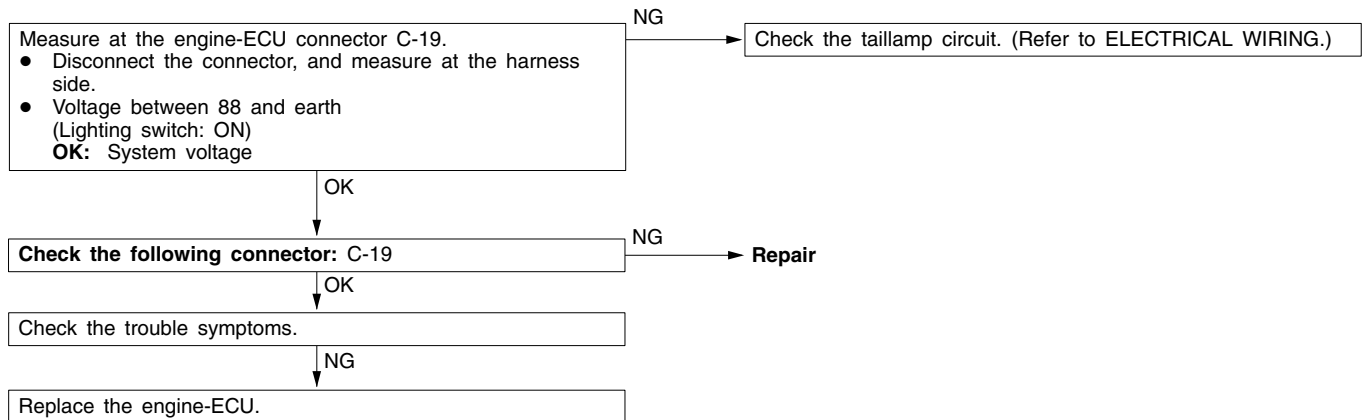 NG
Measure at the engine-ECU connector C-19.
● Disconnect the connector, and measure at the harness
side.
● Voltage between 88 and earth
(Lighting switch: ON)
OK: System voltage
Check the taillamp circuit. (Refer to ELECTRICAL WIRING.)
OK
Check the following connector: C-19
NG
Repair
OK
Check the trouble symptoms.
NG
Replace the engine-ECU.